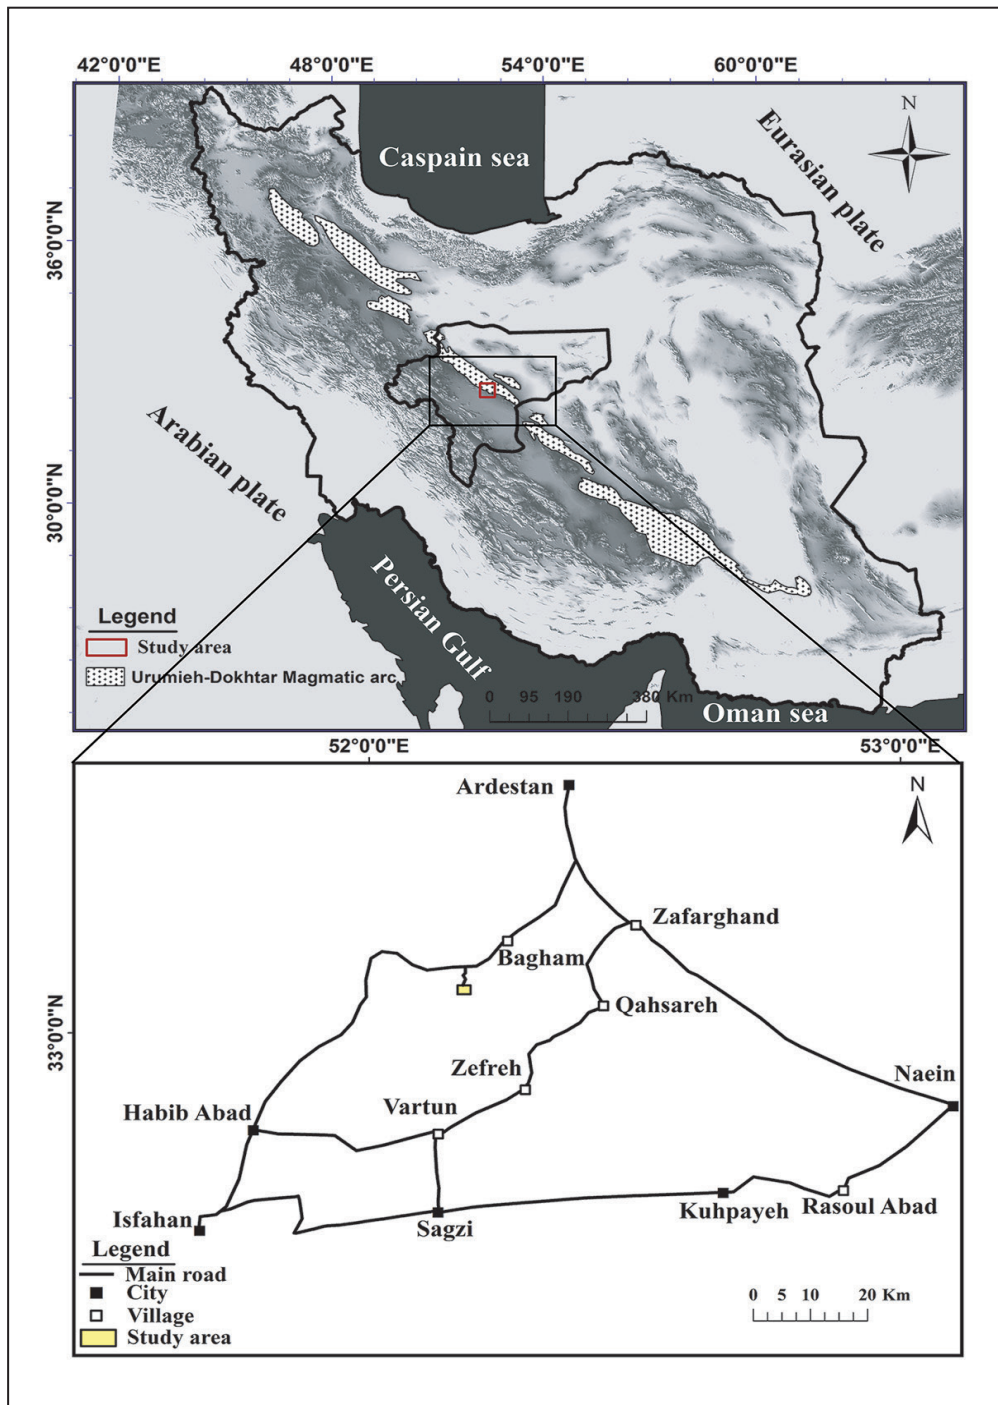 42°0'0"E 48°0'0"E 54°0'0"E 60°0'0"E
N
Caspain sea
Eurasian plate
36°0'0"N
Arabian plate
30°0'0"N
Persian Gulf
Legend
Study area
Urumieh-Dokhtar Magmatic arc
0 95 190 380 Km
Oman sea
52°0'0"E 53°0'0"E
Ardestan
N
Zafarghand
Bagham
Qahsareh
33°0'0"N
Zefreh
Naein
Vartun
Habib Abad
Rasoul Abad
Kuhpayeh
Isfahan
Sagzi
Legend
Main road
City
Village
Study area
0 5 10 20 Km